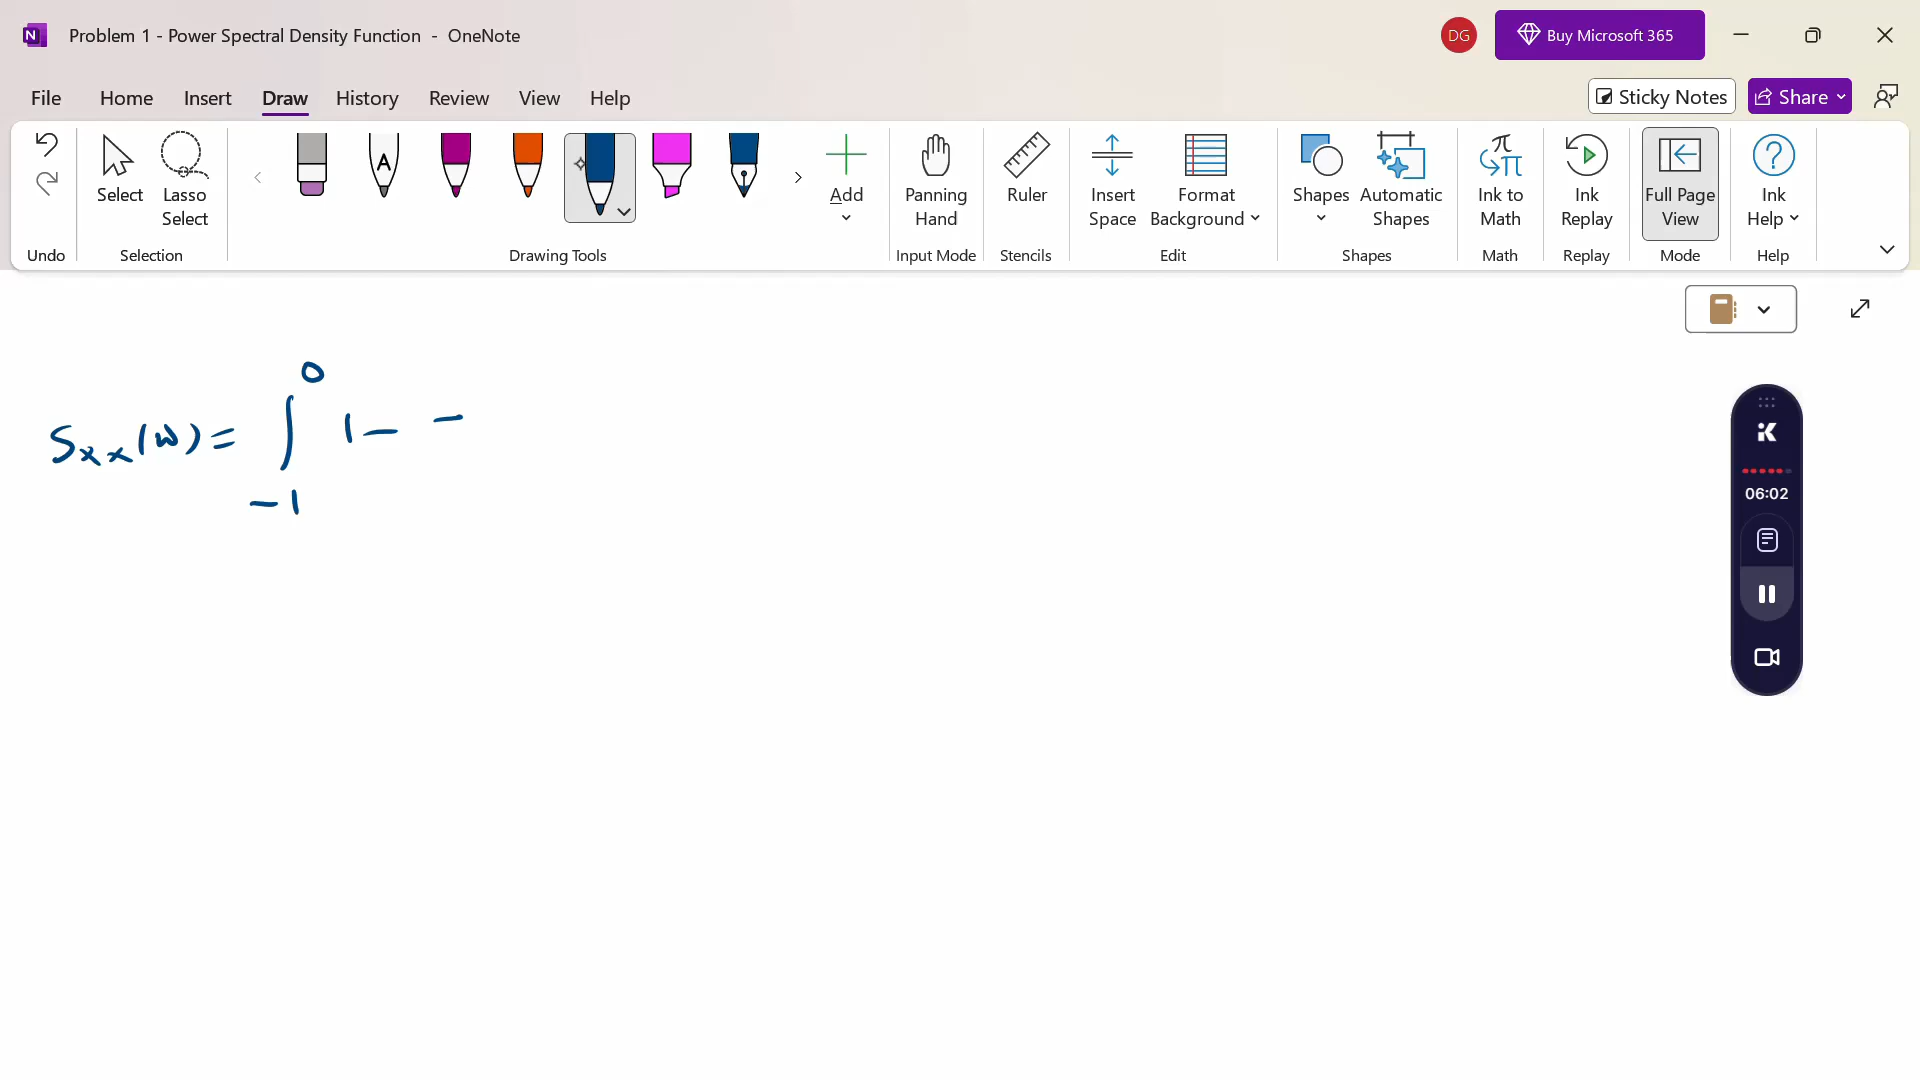 Problem 1 - Power Spectral Density Function - OneNote
DG
Buy Microsoft 365
File Home Insert Draw History Review View Help
Sticky Notes
Share
Select
Lasso Select
A
Add
Panning Hand
Ruler
Insert Space
Format Background
Shapes
Automatic Shapes
Ink to Math
Ink Replay
Full Page View
Ink Help
Undo Selection Drawing Tools Input Mode Stencils Edit Shapes Math Replay Mode Help
0
Sxx(ω) = ∫ 1 — —
-1
06:02